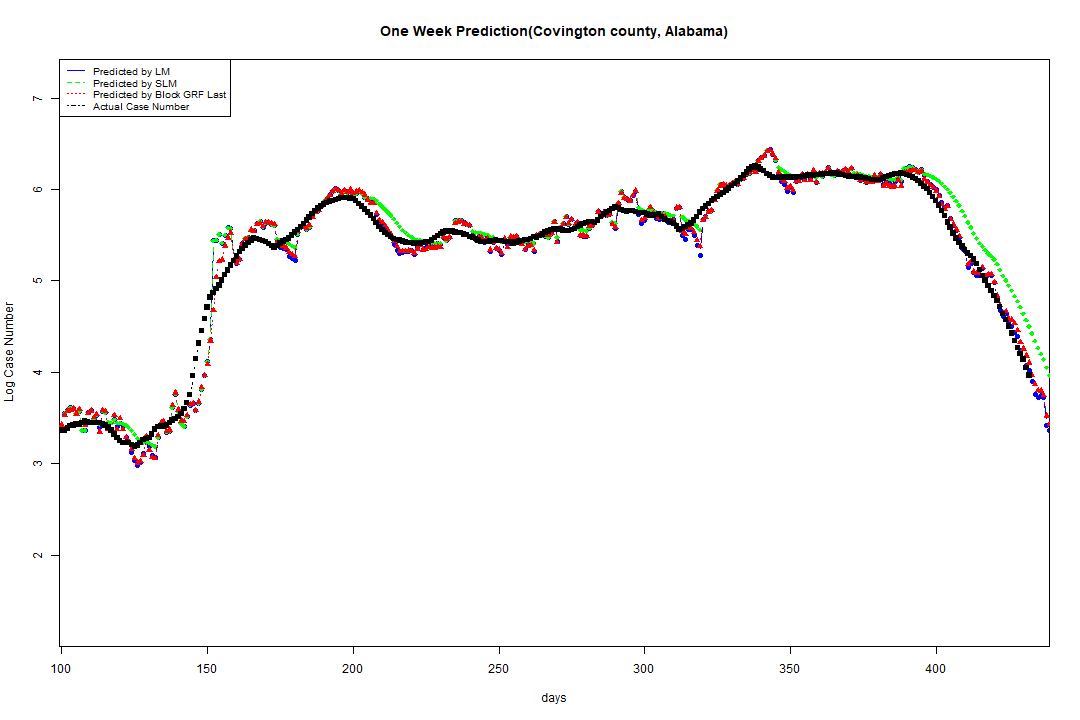 One Week Prediction(Covington county, Alabama)
Predicted by LM
Predicted by SLM
Predicted by Block GRF Last
Actual Case Number
7
6
5
4
3
2
Log Case Number
100 150 200 250 300 350 400
days